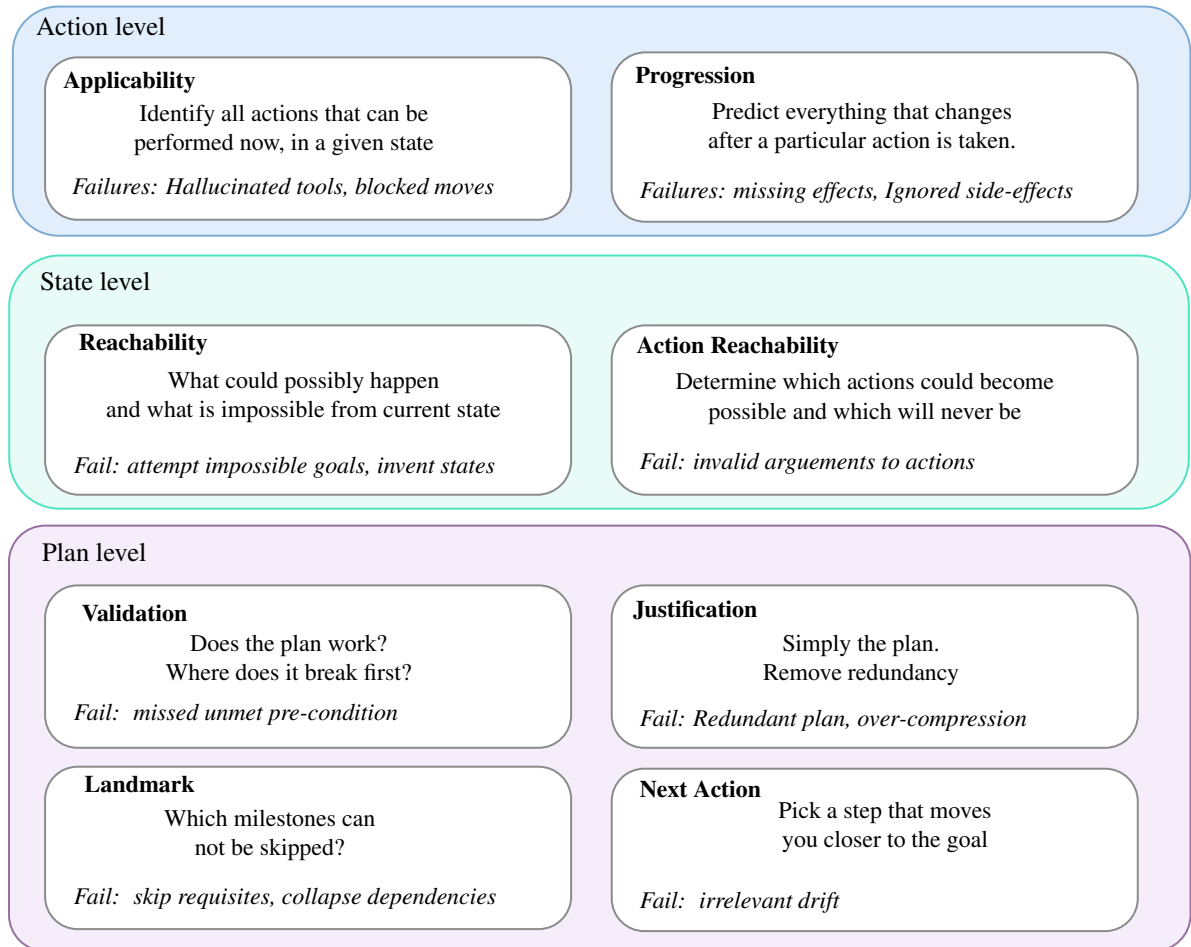 Action level
Applicability
Identify all actions that can be
performed now, in a given state
Failures: Hallucinated tools, blocked moves
Progression
Predict everything that changes
after a particular action is taken.
Failures: missing effects, Ignored side-effects
State level
Reachability
What could possibly happen
and what is impossible from current state
Fail: attempt impossible goals, invent states
Action Reachability
Determine which actions could become
possible and which will never be
Fail: invalid arguements to actions
Plan level
Validation
Does the plan work?
Where does it break first?
Fail: missed unmet pre-condition
Justification
Simply the plan.
Remove redundancy
Fail: Redundant plan, over-compression
Landmark
Which milestones can
not be skipped?
Fail: skip requisites, collapse dependencies
Next Action
Pick a step that moves
you closer to the goal
Fail: irrelevant drift